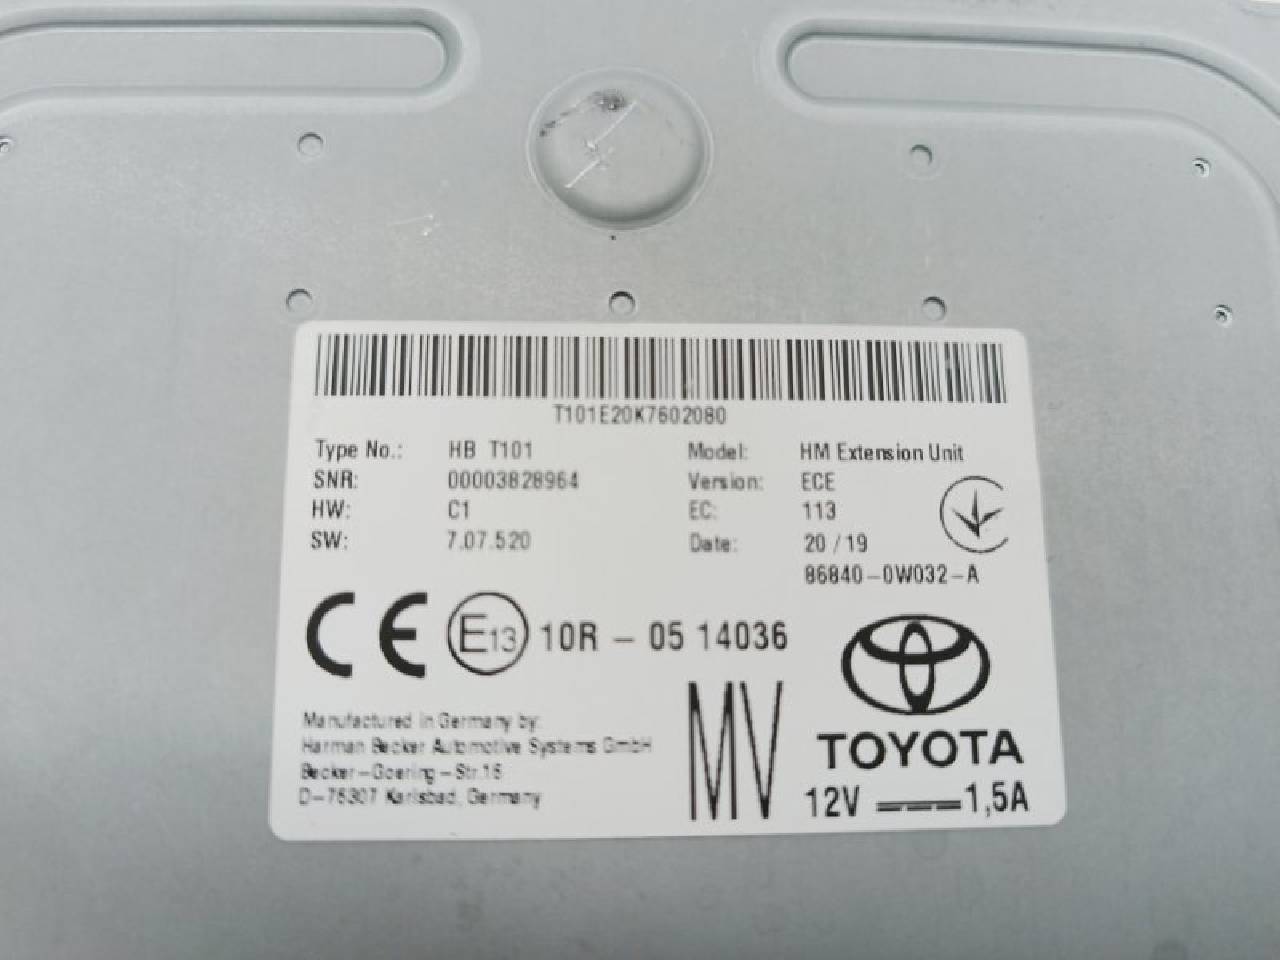 T101E20K7602080
Type No.: HB T101 Model: HM Extension Unit
SNR: 00003828964 Version: ECE
HW: C1 EC: 113
SW: 7.07.520 Date: 20/19
86840-0W032-A
CE E13 10R - 05 14036
Manufactured in Germany by:
Harman Becker Automotive Systems GmbH
Becker-Goering-Str.16
D-76307 Karlsbad, Germany
MV
TOYOTA
12V 1,5A